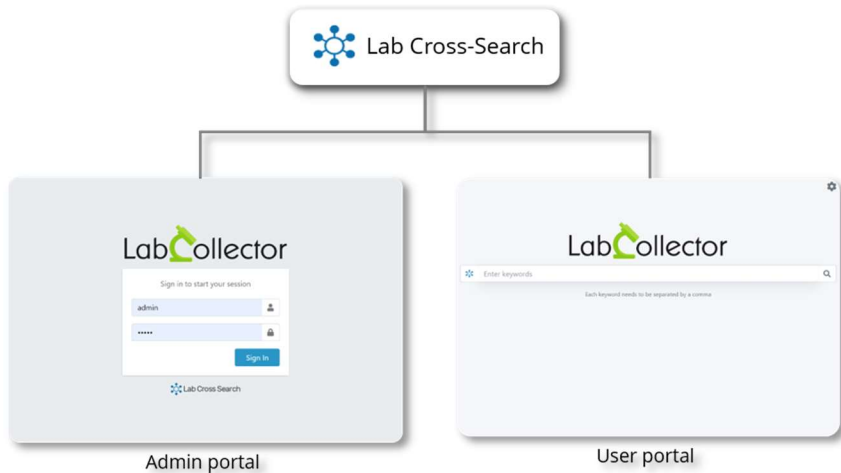 Lab Cross-Search
LabCollector
Sign in to start your session
admin
•••••
Sign In
Lab Cross Search
Admin portal
LabCollector
Enter keywords
Each keyword needs to be separated by a comma
User portal